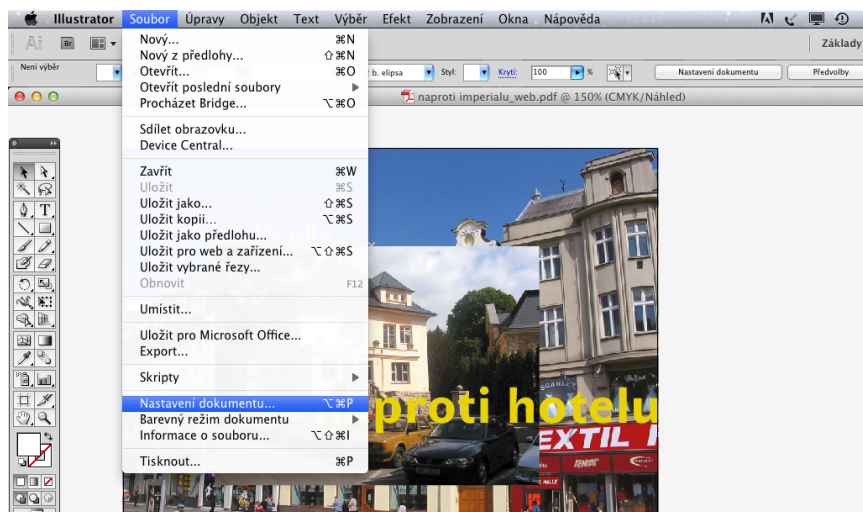 Illustrator Soubor Úpravy Objekt Text Výběr Efekt Zobrazení Okna Nápověda
Ai Br Základy
Není výběr b. elipsa Styl: Krytí: 100 % Nastavení dokumentu Předvolby
naproti imperialu_web.pdf @ 150% (CMYK/Náhled)
Nový... ⌘N
Nový z předlohy... ⇧⌘N
Otevřít... ⌘O
Otevřít poslední soubory
Procházet Bridge... ⌥⌘O
Sdílet obrazovku...
Device Central...
Zavřít ⌘W
Uložit ⌘S
Uložit jako... ⇧⌘S
Uložit kopii... ⌥⌘S
Uložit jako předlohu...
Uložit pro web a zařízení... ⌥⇧⌘S
Uložit vybrané řezy...
Obnovit F12
Umístit...
Uložit pro Microsoft Office...
Export...
Skripty
Nastavení dokumentu... ⌥⌘P
Barevný režim dokumentu
Informace o souboru... ⌥⇧⌘I
Tisknout... ⌘P
proti hotelu
EXTIL